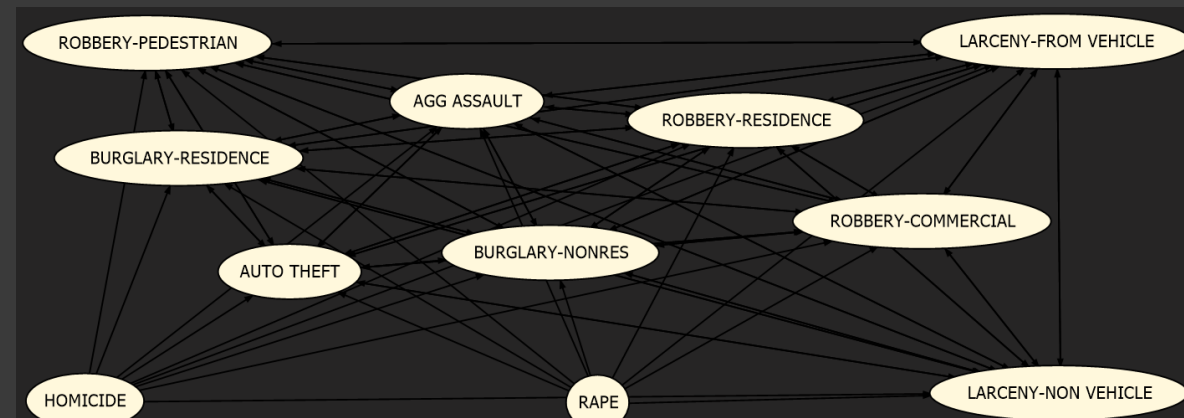 ROBBERY-PEDESTRIAN
LARCENY-FROM VEHICLE
AGG ASSAULT
ROBBERY-RESIDENCE
BURGLARY-RESIDENCE
ROBBERY-COMMERCIAL
BURGLARY-NONRES
AUTO THEFT
HOMICIDE
RAPE
LARCENY-NON VEHICLE